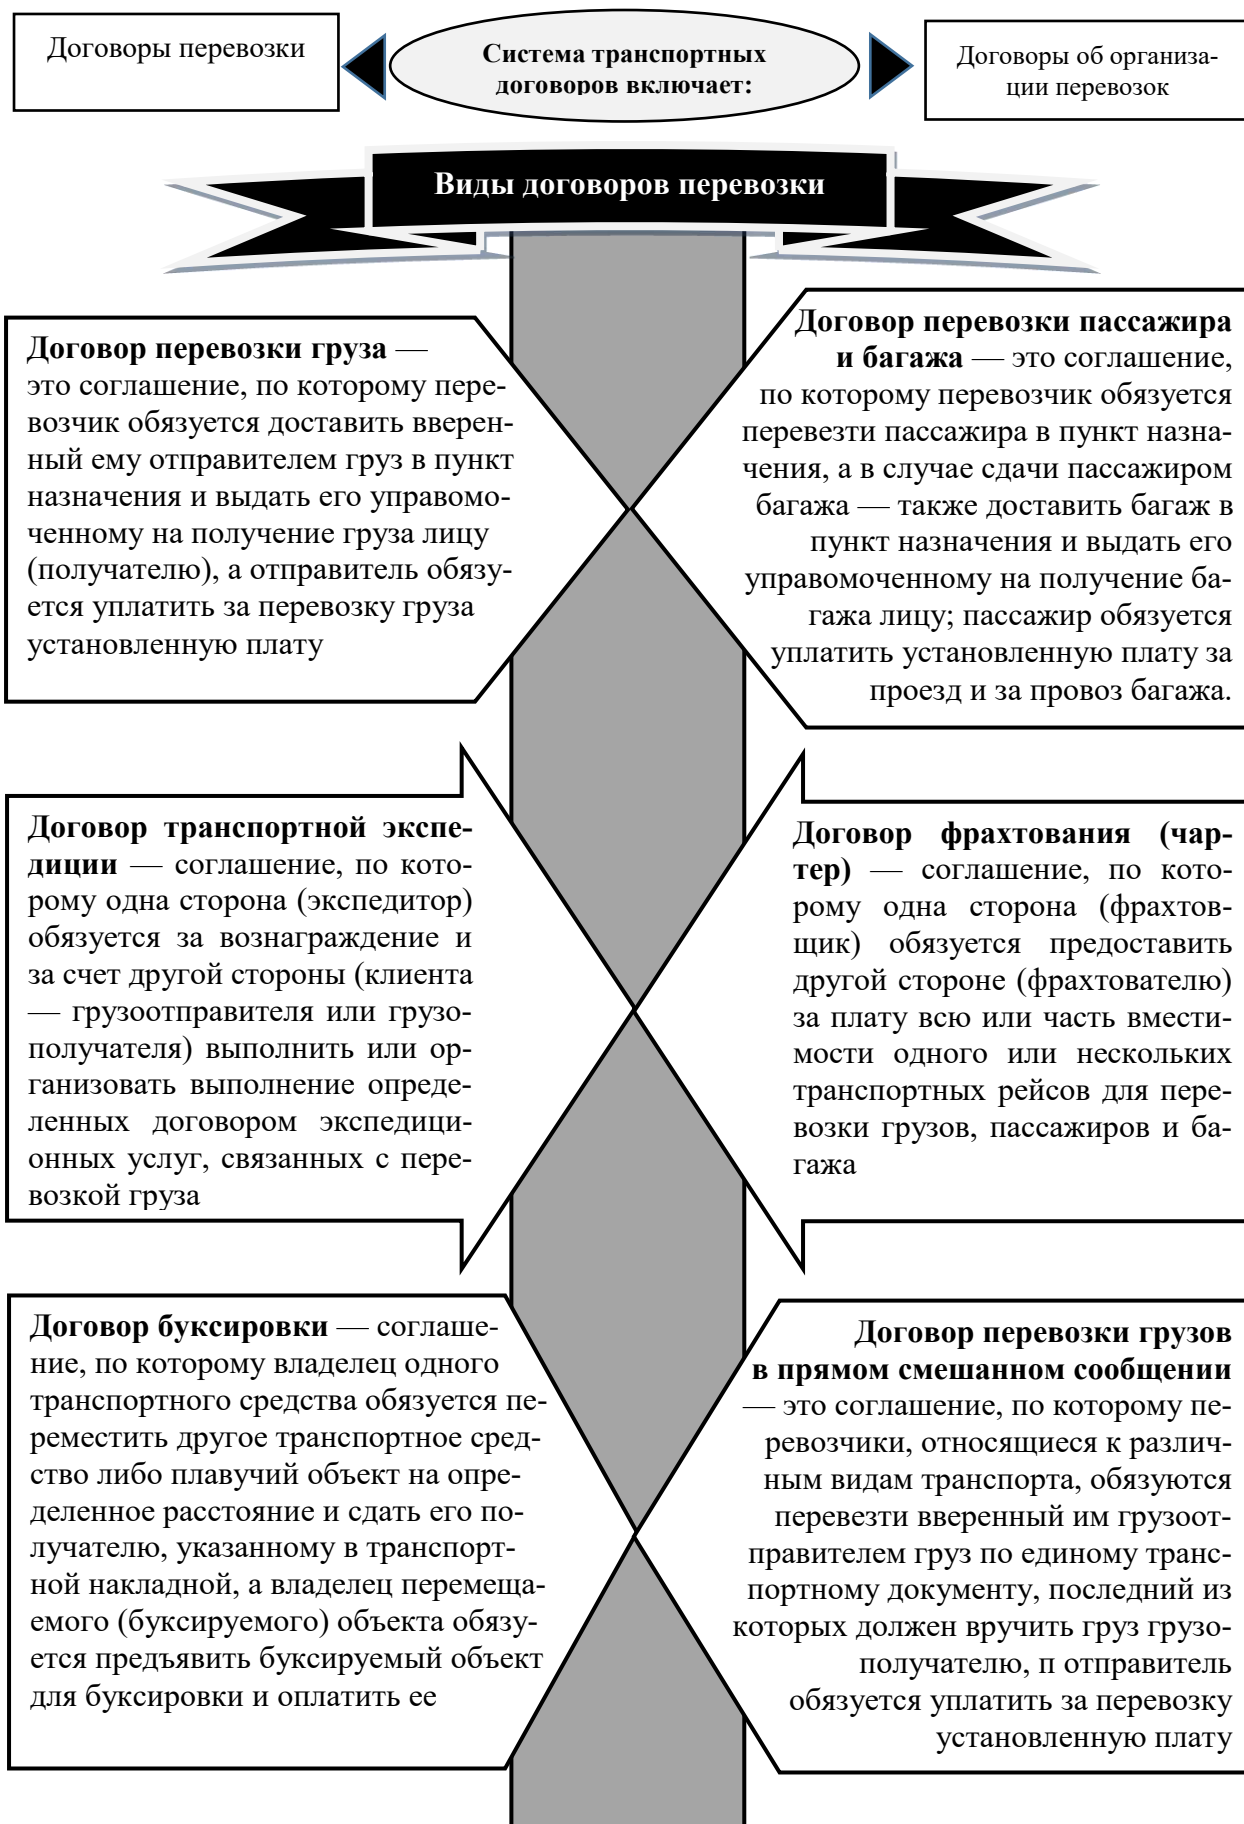 Договоры перевозки
Система транспортных
договоров включает:
Договоры об организа-
ции перевозок
Виды договоров перевозки
Договор перевозки груза —
это соглашение, по которому пере-
возчик обязуется доставить вверен-
ный ему отправителем груз в пункт
назначения и выдать его управомо-
ченному на получение груза лицу
(получателю), а отправитель обязу-
ется уплатить за перевозку груза
установленную плату
Договор перевозки пассажира
и багажа — это соглашение,
по которому перевозчик обязуется
перевезти пассажира в пункт назна-
чения, а в случае сдачи пассажиром
багажа — также доставить багаж в
пункт назначения и выдать его
управомоченному на получение ба-
гажа лицу; пассажир обязуется
уплатить установленную плату за
проезд и за провоз багажа.
Договор транспортной экспе-
диции — соглашение, по кото-
рому одна сторона (экспедитор)
обязуется за вознаграждение и
за счет другой стороны (клиента
— грузоотправителя или грузо-
получателя) выполнить или ор-
ганизовать выполнение опреде-
ленных договором экспедици-
онных услуг, связанных с пере-
возкой груза
Договор фрахтования (чар-
тер) — соглашение, по кото-
рому одна сторона (фрахтов-
щик) обязуется предоставить
другой стороне (фрахтователю)
за плату всю или часть вмести-
мости одного или нескольких
транспортных рейсов для пере-
возки грузов, пассажиров и ба-
гажа
Договор буксировки — соглаше-
ние, по которому владелец одного
транспортного средства обязуется пе-
реместить другое транспортное сред-
ство либо плавучий объект на опре-
деленное расстояние и сдать его по-
лучателю, указанному в транспорт-
ной накладной, а владелец перемеща-
емого (буксируемого) объекта обязу-
ется предъявить буксируемый объект
для буксировки и оплатить ее
Договор перевозки грузов
в прямом смешанном сообщении
— это соглашение, по которому пе-
ревозчики, относящиеся к различ-
ным видам транспорта, обязуются
перевезти вверенный им грузоот-
правителем груз по единому транс-
портному документу, последний из
которых должен вручить груз грузо-
получателю, п отправитель
обязуется уплатить за перевозку
установленную плату